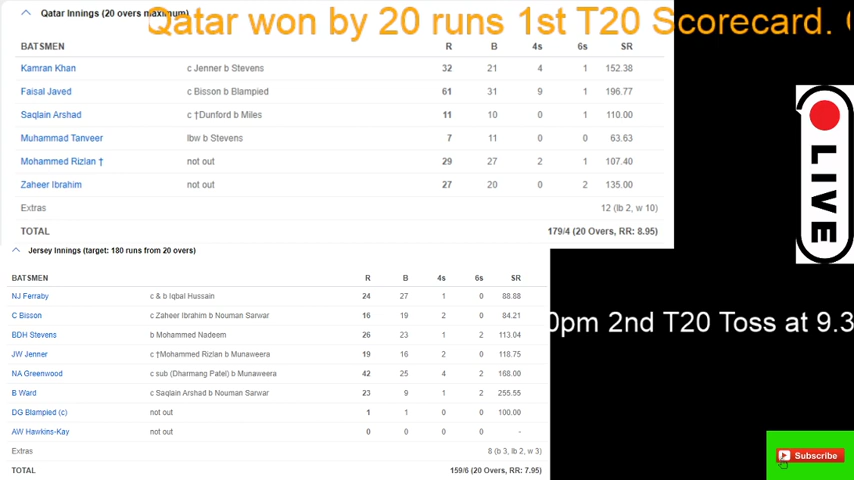 Qatar Innings (20 overs maximum)
Qatar won by 20 runs 1st T20 Scorecard.
BATSMEN R B 4s 6s SR
Kamran Khan c Jenner b Stevens 32 21 4 1 152.38
Faisal Javed c Bisson b Blampied 61 31 9 1 196.77
Saqlain Arshad c †Dunford b Miles 11 10 0 1 110.00
Muhammad Tanveer lbw b Stevens 7 11 0 0 63.63
Mohammed Rizlan † not out 29 27 2 1 107.40
Zaheer Ibrahim not out 27 20 0 2 135.00
Extras 12 (lb 2, w 10)
TOTAL 179/4 (20 Overs, RR: 8.95)
Jersey Innings (target: 180 runs from 20 overs)
BATSMEN R B 4s 6s SR
NJ Ferraby c & b Iqbal Hussain 24 27 1 0 88.88
C Bisson c Zaheer Ibrahim b Nouman Sarwar 16 19 2 0 84.21
BDH Stevens b Mohammed Nadeem 26 23 1 2 113.04
JW Jenner c †Mohammed Rizlan b Munaweera 19 16 2 0 118.75
NA Greenwood c sub (Dharmang Patel) b Munaweera 42 25 4 2 168.00
B Ward c Saqlain Arshad b Nouman Sarwar 23 9 1 2 255.55
DG Blampied (c) not out 1 1 0 0 100.00
AW Hawkins-Kay not out 0 0 0 0 -
Extras 8 (b 3, lb 2, w 3)
TOTAL 159/6 (20 Overs, RR: 7.95)
LIVE
0pm 2nd T20 Toss at 9.3
Subscribe